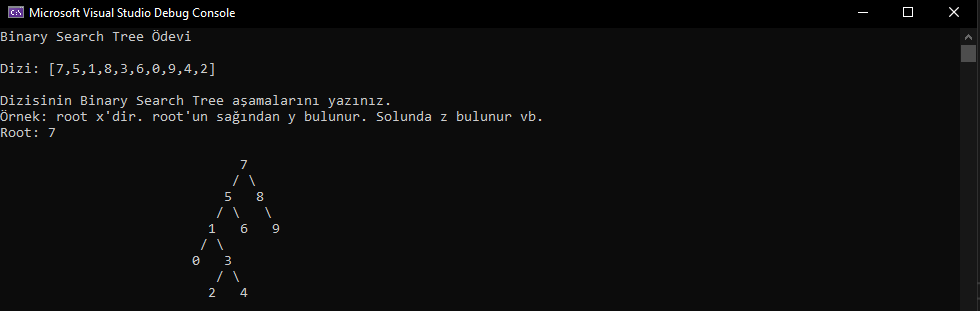 Microsoft Visual Studio Debug Console
Binary Search Tree Ödevi
Dizi: [7,5,1,8,3,6,0,9,4,2]
Dizisinin Binary Search Tree aşamalarını yazınız.
Örnek: root x'dir. root'un sağından y bulunur. Solunda z bulunur vb.
Root: 7
7
/ \
5 8
/ \ \
1 6 9
/ \
0 3
/ \
2 4